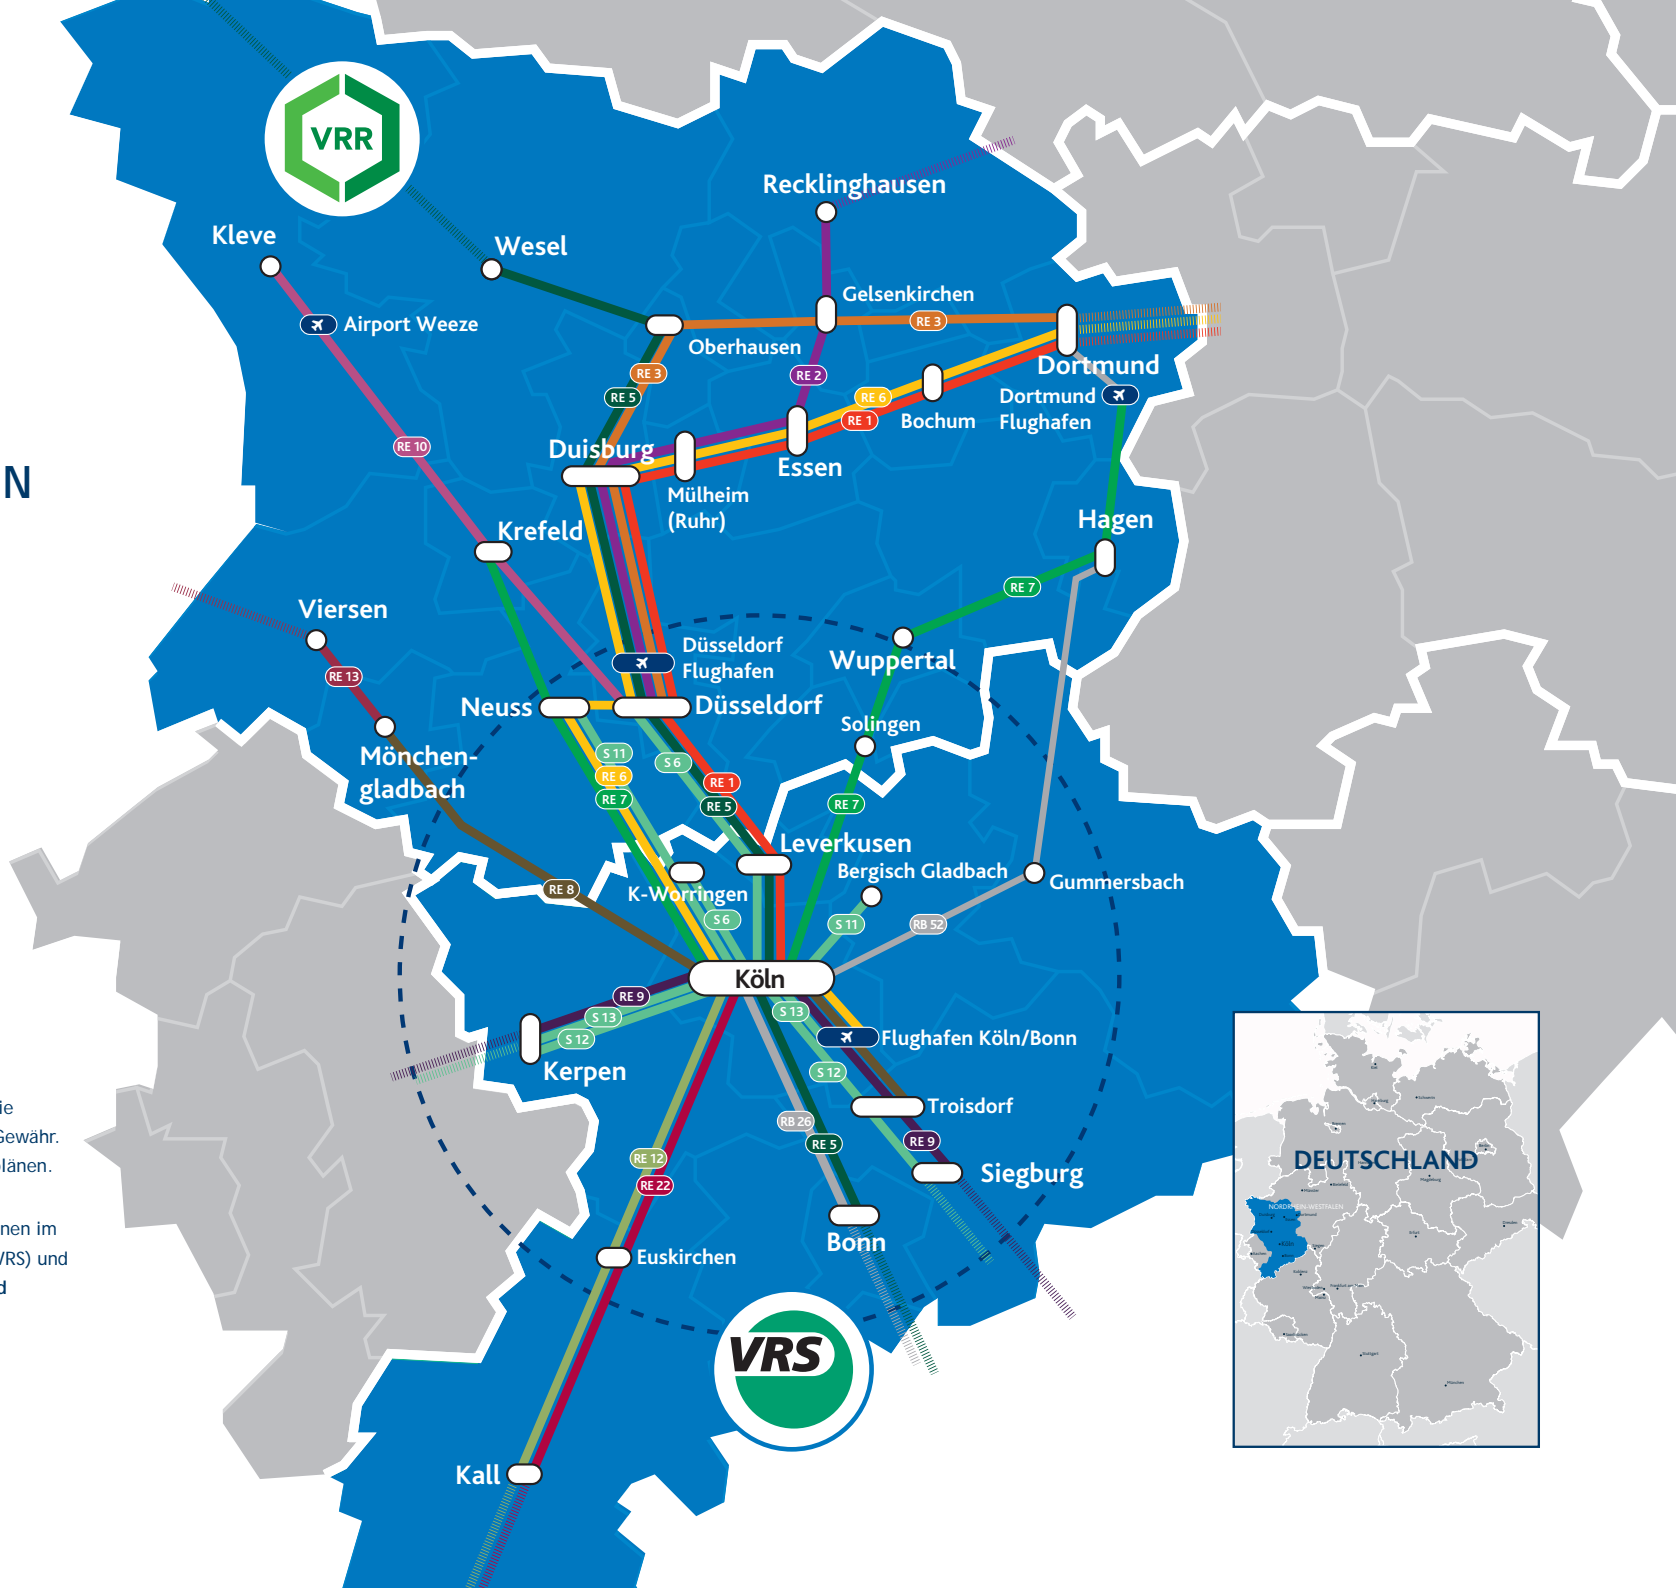 VRR
Recklinghausen
Kleve
Wesel
Airport Weeze
Gelsenkirchen
RE 3
Oberhausen
Dortmund
RE 3
RE 2
RE 5
RE 6
Dortmund
Flughafen
RE 1
Bochum
RE 10
Duisburg
Essen
N
Mülheim
(Ruhr)
Krefeld
Hagen
RE 7
Viersen
Düsseldorf
Flughafen
Wuppertal
RE 13
Neuss
Düsseldorf
Solingen
Mönchen-
gladbach
S 11
S 6
RE 6
RE 1
RE 7
RE 5
RE 7
Leverkusen
Bergisch Gladbach
Gummersbach
RE 8
K-Worringen
S 6
S 11
RB 52
Köln
RE 9
S 13
S 13
S 12
Flughafen Köln/Bonn
Kerpen
S 12
Troisdorf
RB 26
RE 5
RE 9
RE 12
RE 22
Siegburg
Bonn
Euskirchen
VRS
Kall
ie
Gewähr.
länen.
nen im
VRS) und
d
DEUTSCHLAND
NORDRHEIN-WESTFALEN
Köln